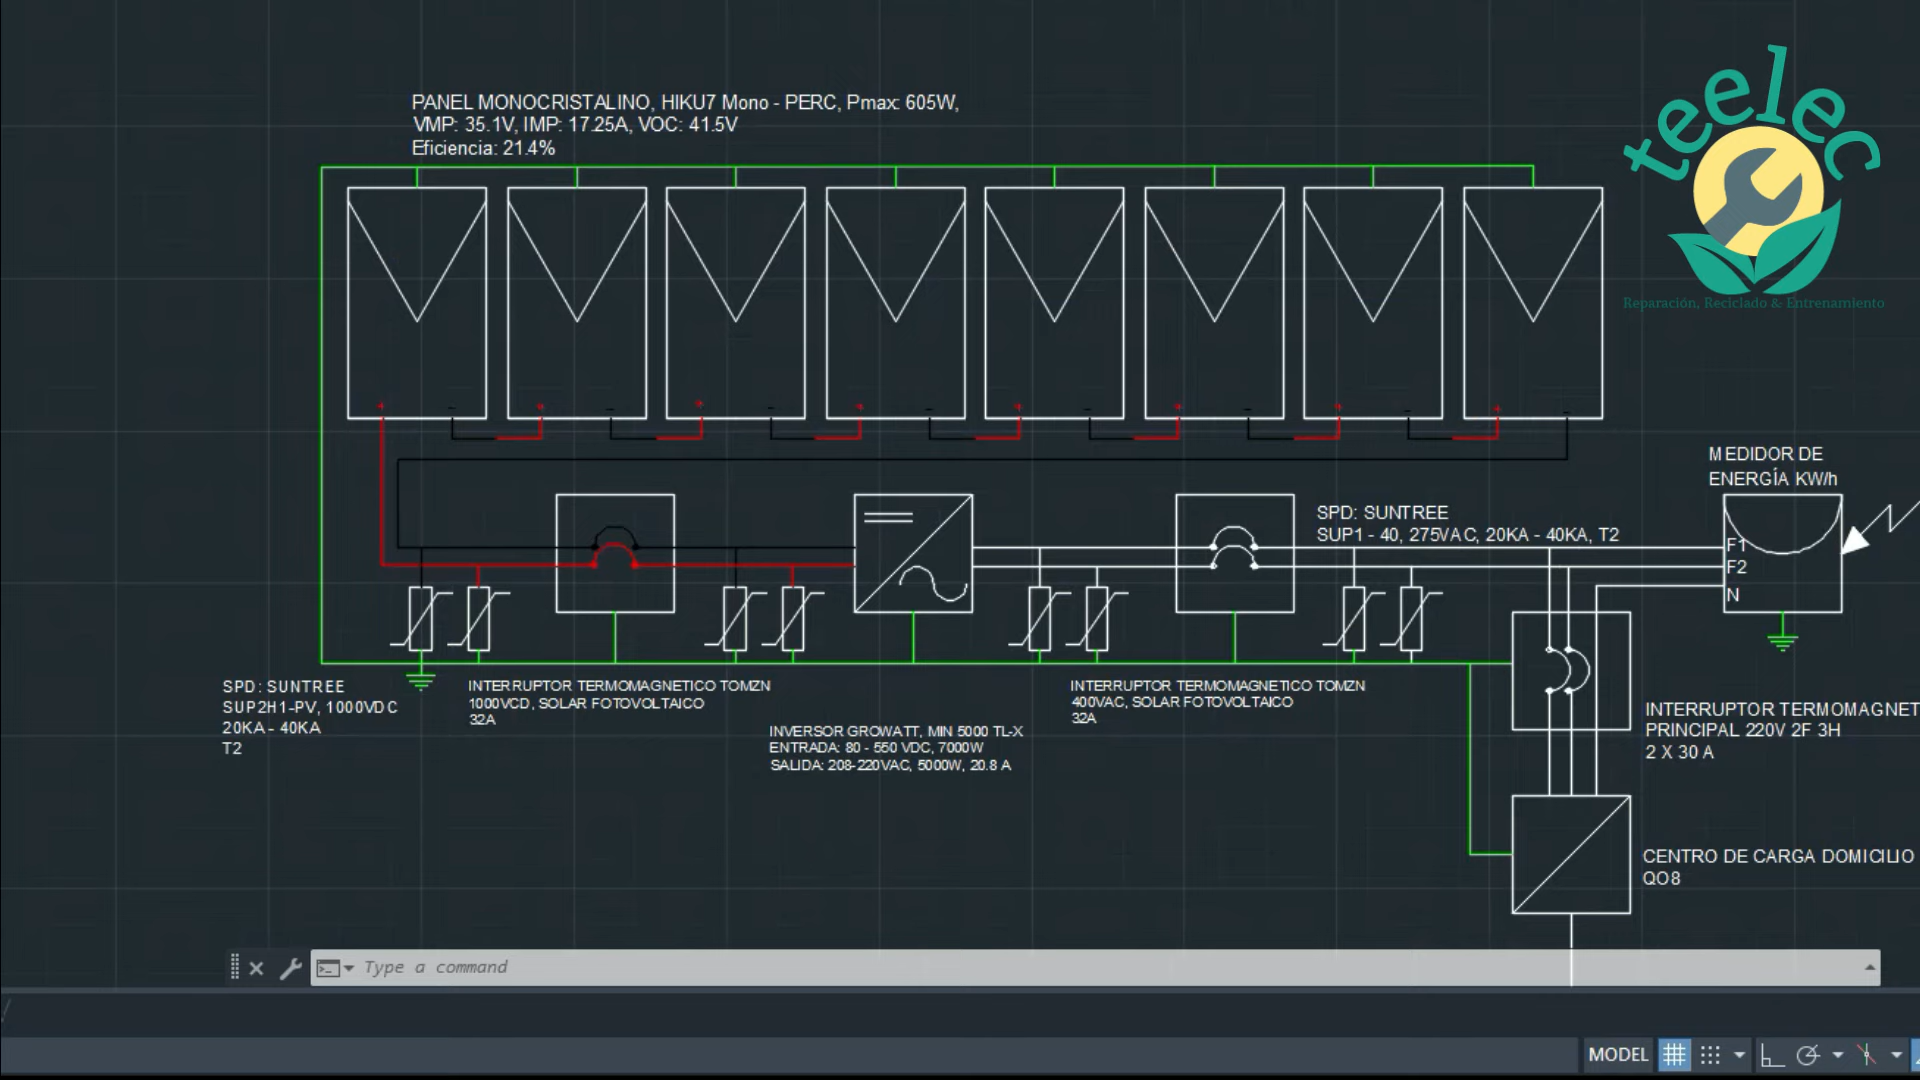 teelec
Reparación, Reciclado & Entrenamiento
PANEL MONOCRISTALINO, HIKU7 Mono - PERC, Pmax: 605W,
VMP: 35.1V, IMP: 17.25A, VOC: 41.5V
Eficiencia: 21.4%
MEDIDOR DE
ENERGÍA KW/h
F1
F2
N
SPD: SUNTREE
SUP1 - 40, 275VAC, 20KA - 40KA, T2
SPD: SUNTREE
SUP2H1-PV, 1000VDC
20KA - 40KA
T2
INTERRUPTOR TERMOMAGNETICO TOMZN
1000VCD, SOLAR FOTOVOLTAICO
32A
INVERSOR GROWATT, MIN 5000 TL-X
ENTRADA: 80 - 550 VDC, 7000W
SALIDA: 208-220VAC, 5000W, 20.8 A
INTERRUPTOR TERMOMAGNETICO TOMZN
400VAC, SOLAR FOTOVOLTAICO
32A
INTERRUPTOR TERMOMAGNET
PRINCIPAL 220V 2F 3H
2 X 30 A
CENTRO DE CARGA DOMICILIO
QO8
Type a command
MODEL